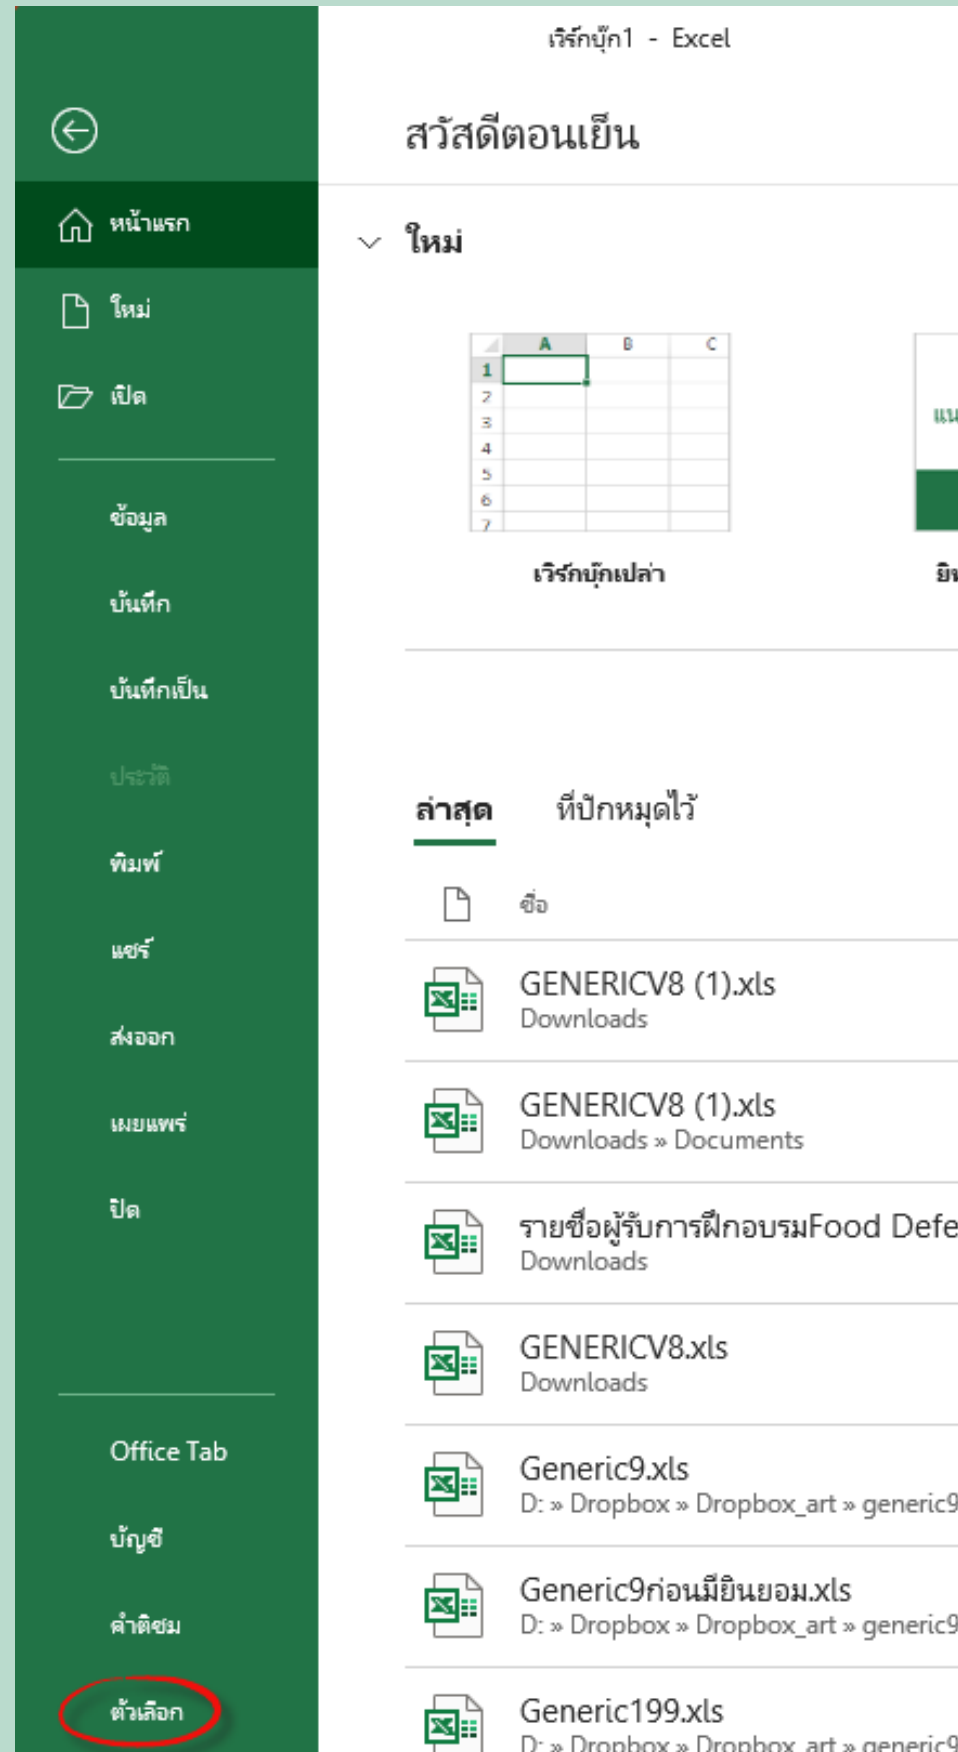 เวิร์กบุ๊ก1 - Excel
สวัสดีตอนเย็น
หน้าแรก
ใหม่
เปิด
ข้อมูล
บันทึก
บันทึกเป็น
ประวัติ
พิมพ์
แชร์
ส่งออก
เผยแพร่
ปิด
Office Tab
บัญชี
คำติชม
ตัวเลือก
ใหม่
A B C
1
2
3
4
5
6
7
เวิร์กบุ๊กเปล่า
ล่าสุด ที่ปักหมุดไว้
ชื่อ
GENERICV8 (1).xls
Downloads
GENERICV8 (1).xls
Downloads » Documents
รายชื่อผู้รับการฝึกอบรมFood Defe
Downloads
GENERICV8.xls
Downloads
Generic9.xls
D: » Dropbox » Dropbox_art » generic9
Generic9ก่อนมียินยอม.xls
D: » Dropbox » Dropbox_art » generic9
Generic199.xls
D: » Dropbox » Dropbox_art » generic9